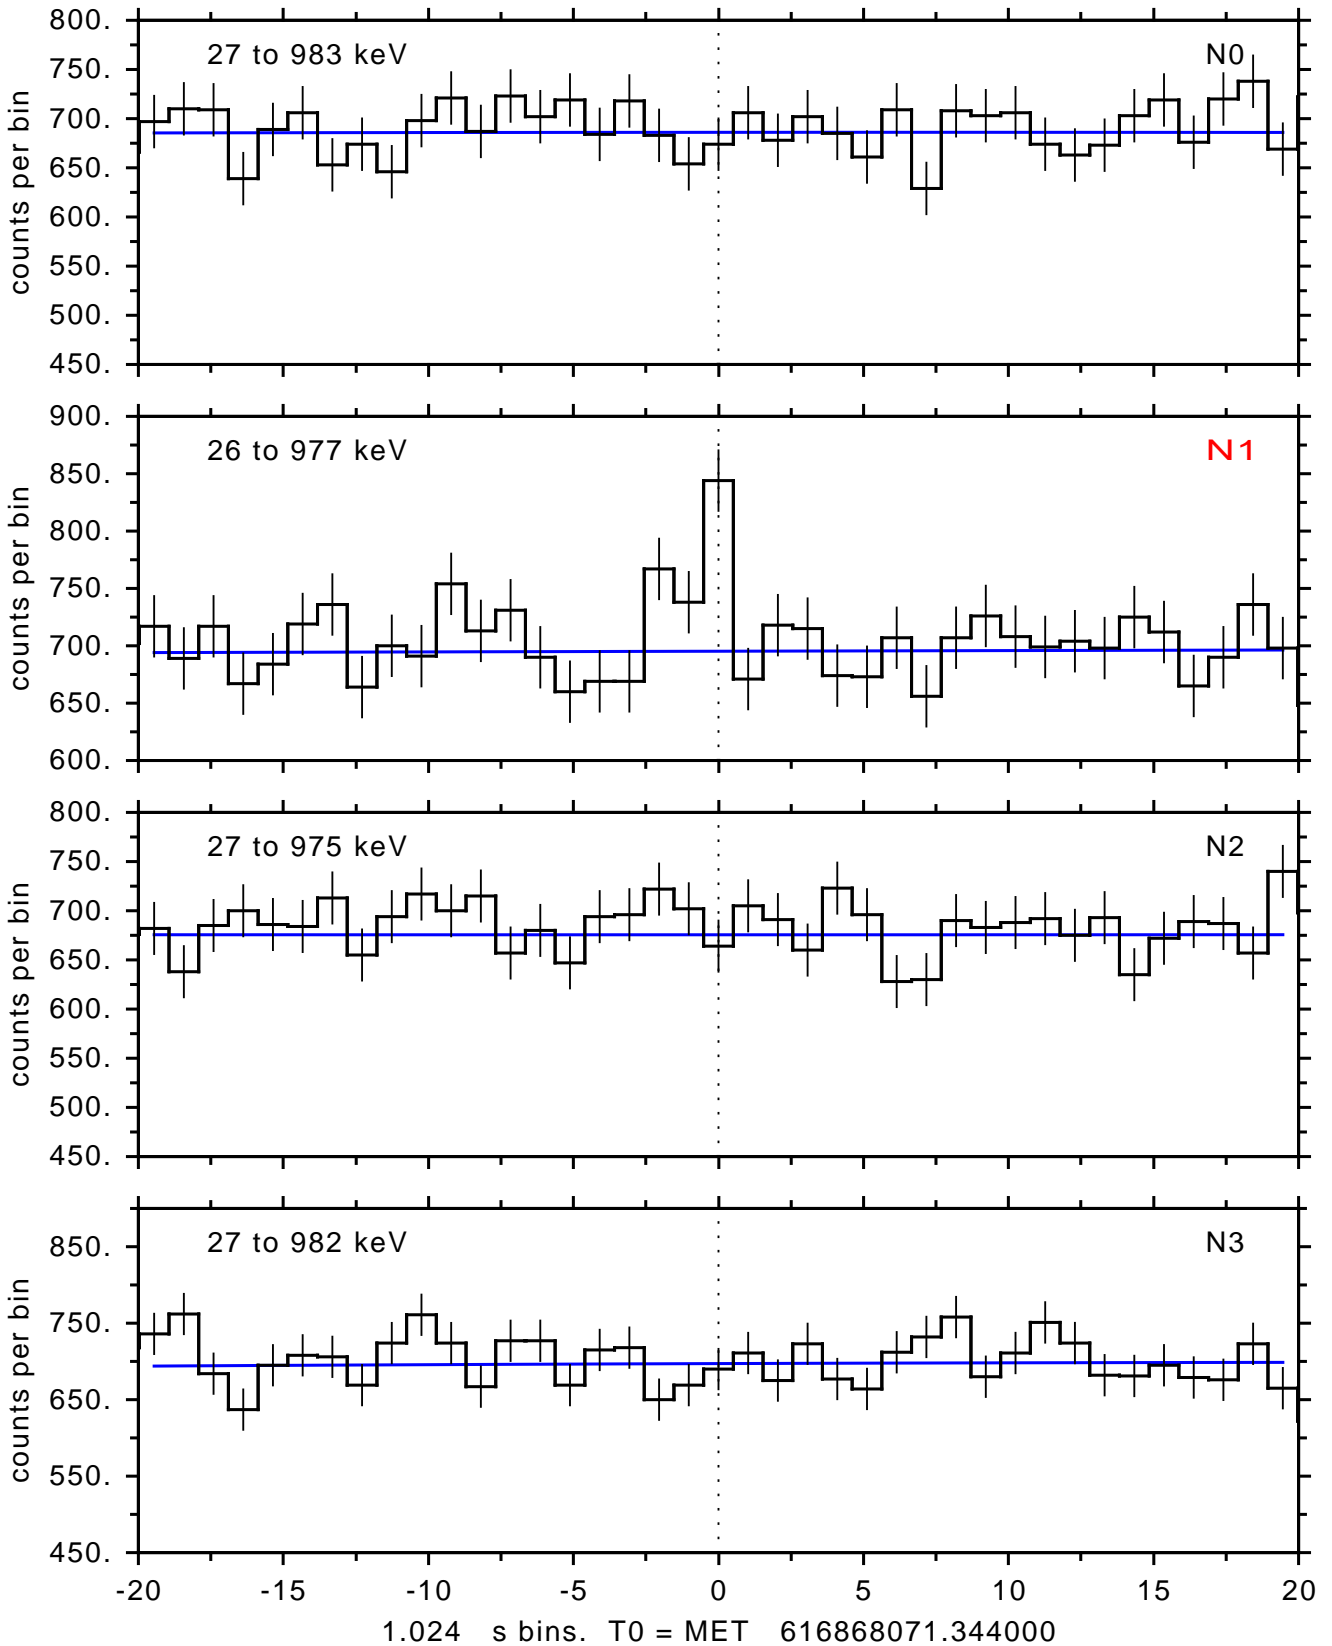 800.
27 to 983 keV N0
750.
700.
650.
600.
550.
500.
450.
counts per bin
900.
26 to 977 keV N1
850.
800.
750.
700.
650.
600.
counts per bin
800.
27 to 975 keV N2
750.
700.
650.
600.
550.
500.
450.
counts per bin
27 to 982 keV N3
850.
750.
650.
550.
450.
counts per bin
-20 -15 -10 -5 0 5 10 15 20
1.024 s bins. T0 = MET 616868071.344000